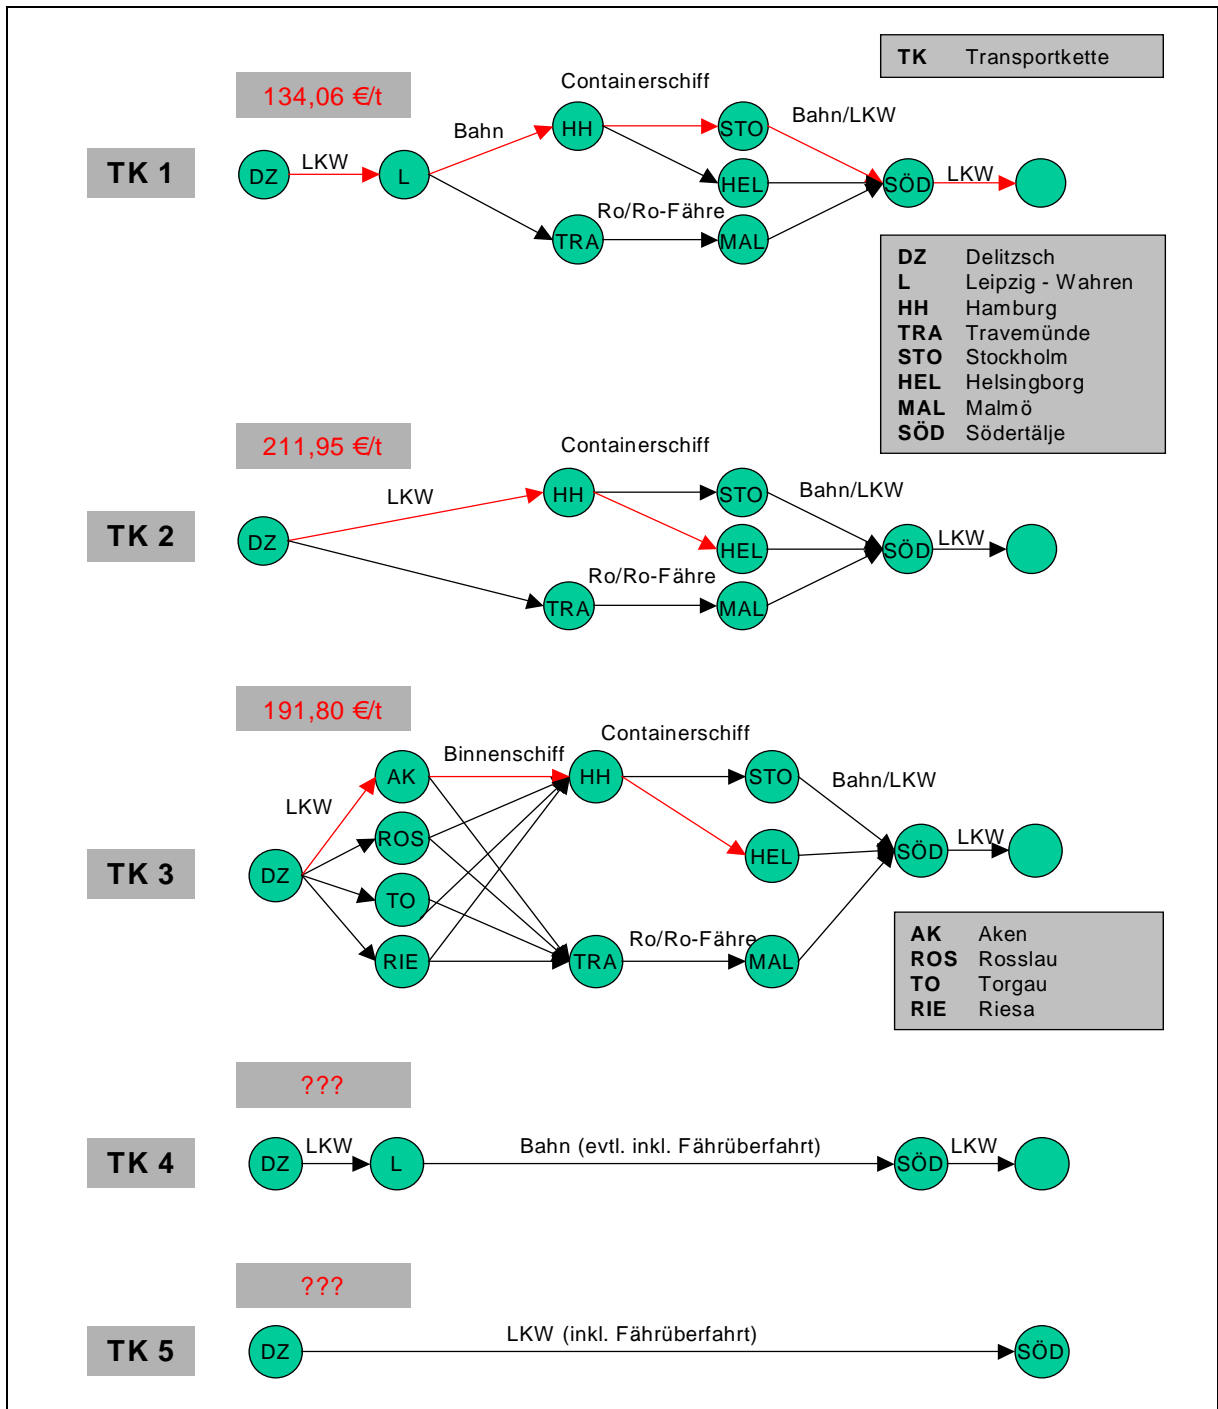 TK Transportkette
134,06 €/t
Containerschiff
Bahn
Bahn/LKW
HH
STO
TK 1
DZ
LKW
L
HEL
SÖD
LKW
Ro/Ro-Fähre
TRA
MAL
DZ Delitzsch
L Leipzig - Wahren
HH Hamburg
TRA Travemünde
STO Stockholm
HEL Helsingborg
MAL Malmö
SÖD Södertälje
211,95 €/t
Containerschiff
LKW
HH
STO
Bahn/LKW
TK 2
DZ
HEL
SÖD
LKW
Ro/Ro-Fähre
TRA
MAL
191,80 €/t
Containerschiff
Binnenschiff
AK
HH
STO
Bahn/LKW
LKW
ROS
TK 3
DZ
HEL
SÖD
LKW
TO
Ro/Ro-Fähre
RIE
TRA
MAL
AK Aken
ROS Rosslau
TO Torgau
RIE Riesa
???
TK 4
DZ
LKW
L
Bahn (evtl. inkl. Fährüberfahrt)
SÖD
LKW
???
TK 5
DZ
LKW (inkl. Fährüberfahrt)
SÖD